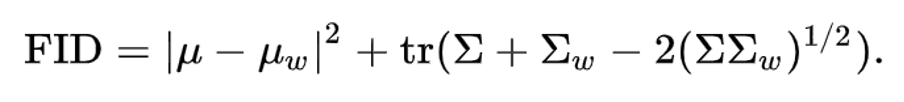 FID = |μ − μ_w|² + tr(Σ + Σ_w − 2(ΣΣ_w)^{1/2}).